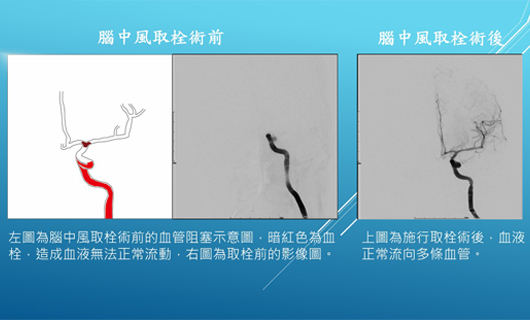 腦中風取栓術前
腦中風取栓術後
左圖為腦中風取栓術前的血管阻塞示意圖，暗紅色為血
栓，造成血液無法正常流動，右圖為取栓前的影像圖。
上圖為施行取栓術後，血液
正常流向多條血管。